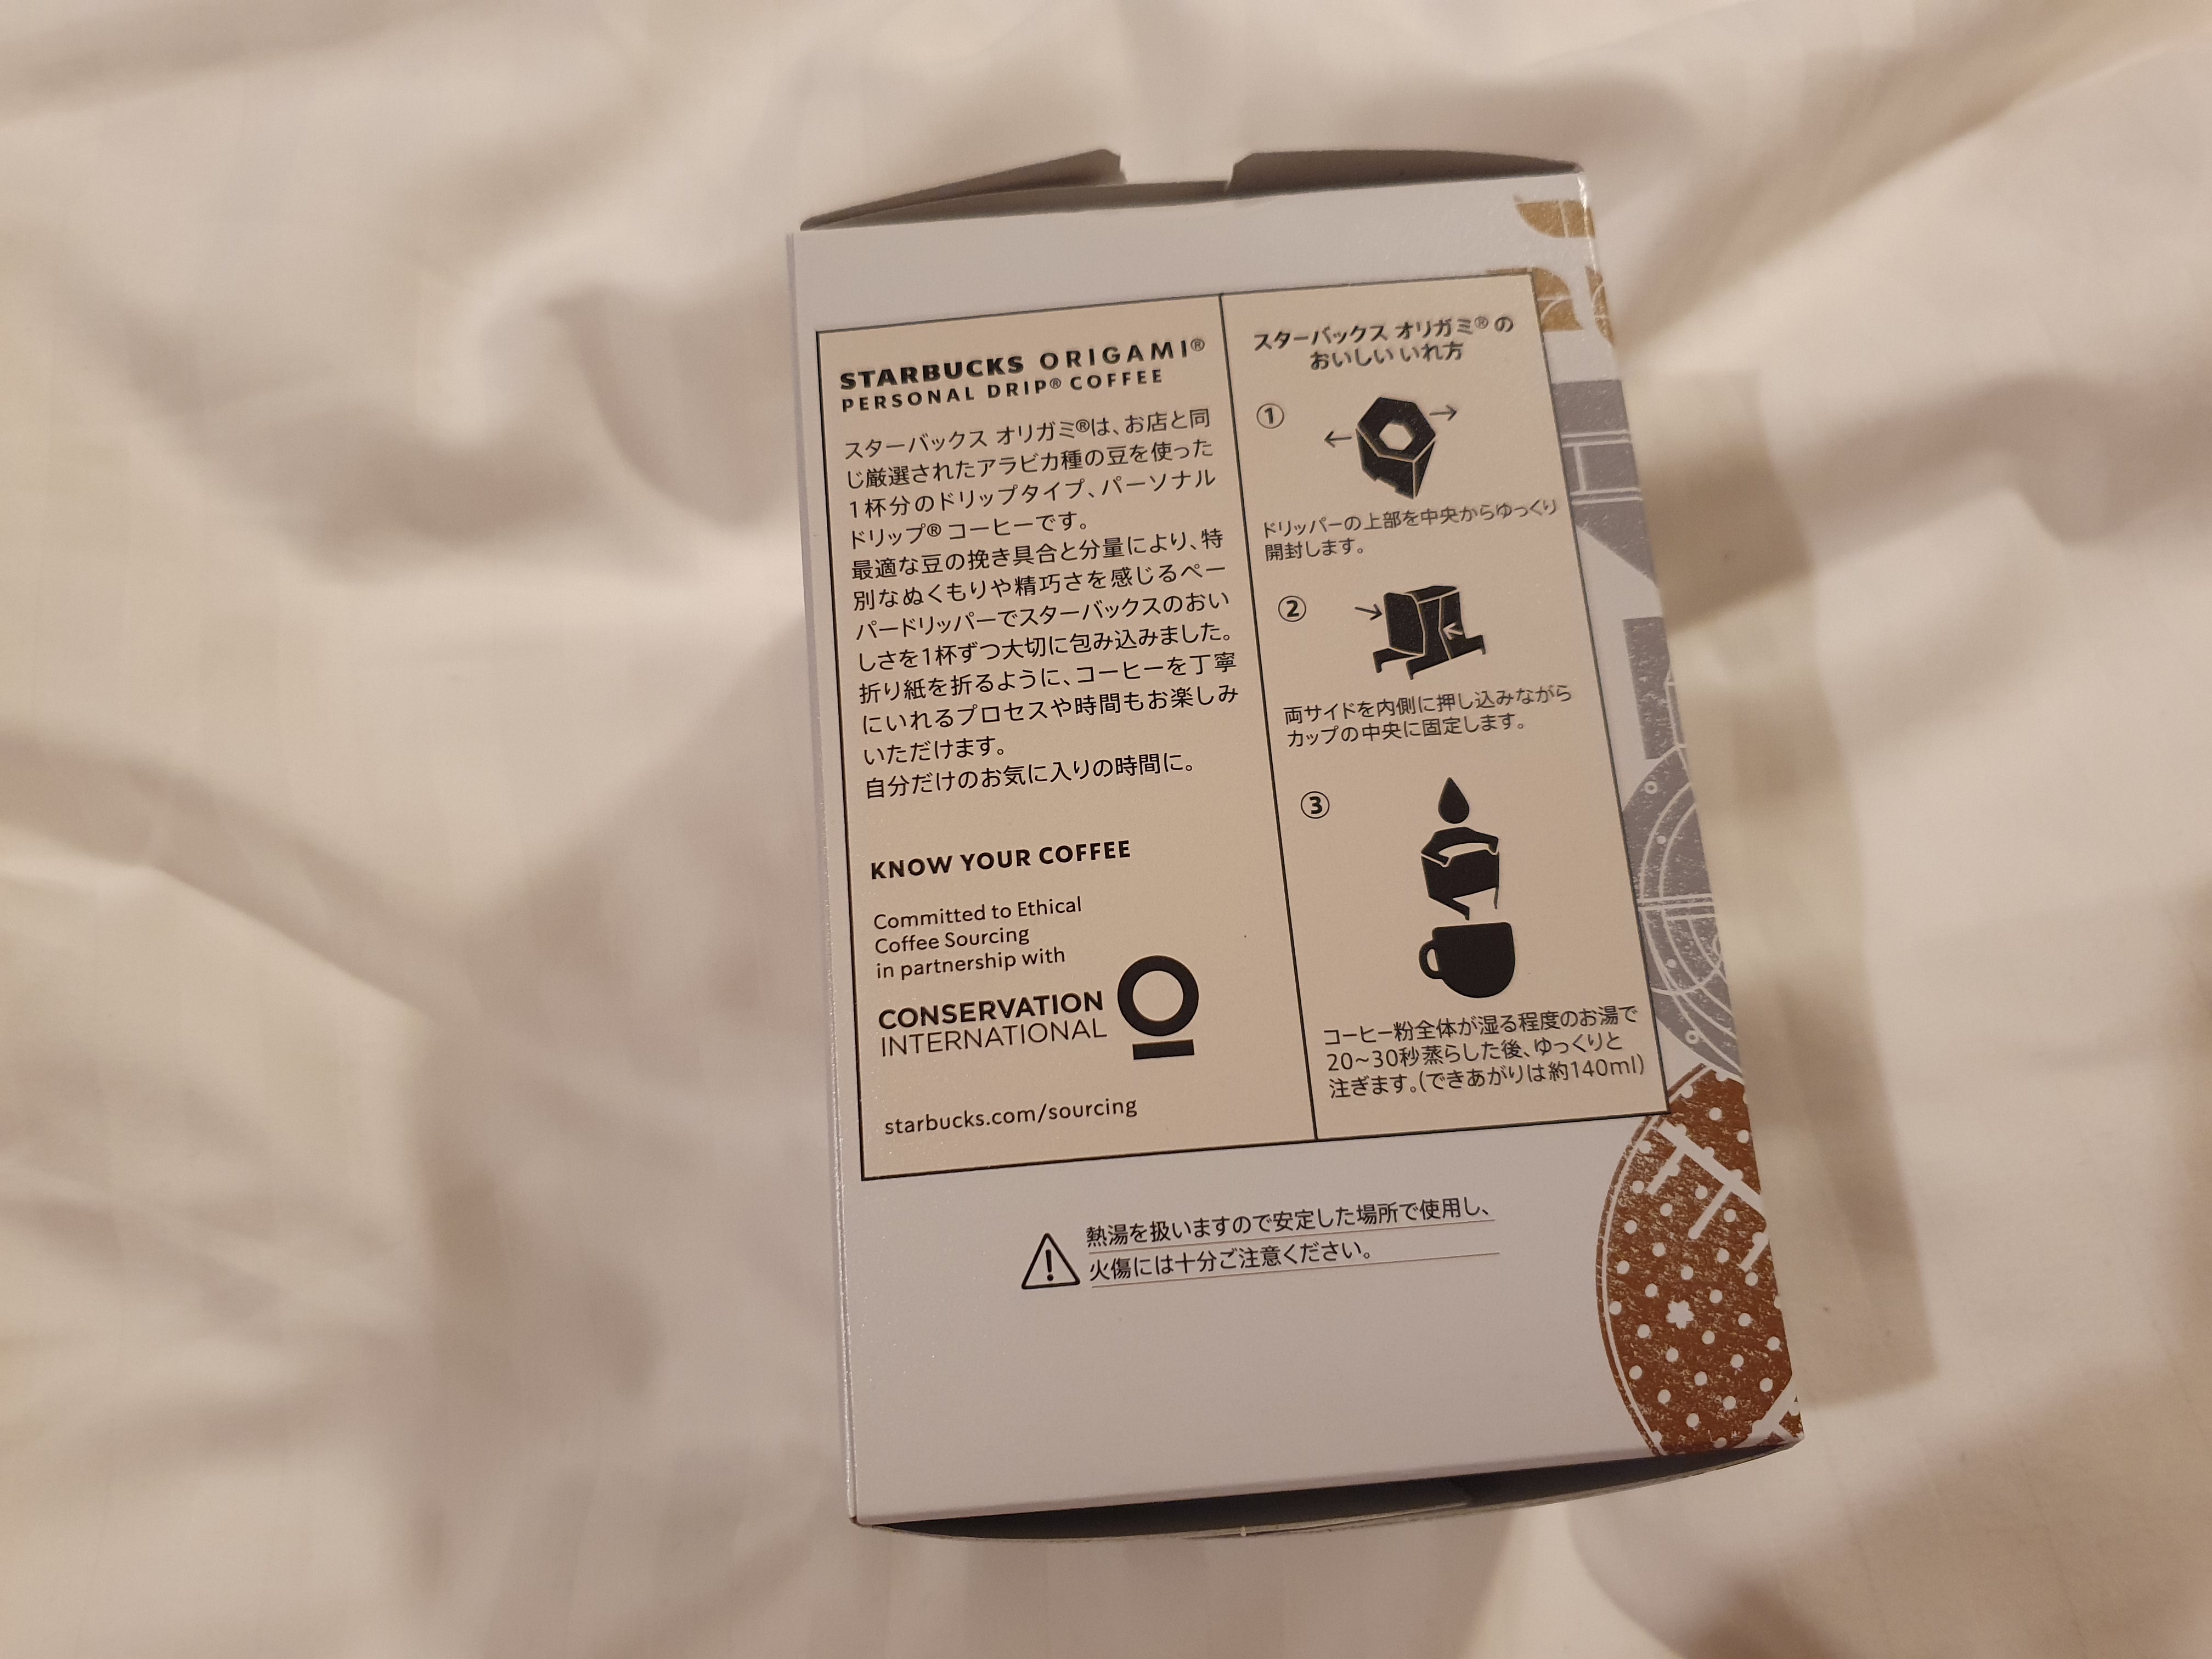 STARBUCKS ORIGAMI®
PERSONAL DRIP® COFFEE
スターバックス オリガミ®は、お店と同
じ厳選されたアラビカ種の豆を使った
1杯分のドリップタイプ、パーソナル
ドリップ® コーヒーです。
最適な豆の挽き具合と分量により、特
別なぬくもりや精巧さを感じるペー
パードリッパーでスターバックスのおい
しさを1杯ずつ大切に包み込みました。
折り紙を折るように、コーヒーを丁寧
にいれるプロセスや時間もお楽しみ
いただけます。
自分だけのお気に入りの時間に。
KNOW YOUR COFFEE
Committed to Ethical
Coffee Sourcing
in partnership with
CONSERVATION
INTERNATIONAL
starbucks.com/sourcing
スターバックス オリガミ®の
おいしい いれ方
①
ドリッパーの上部を中央からゆっくり
開封します。
②
両サイドを内側に押し込みながら
カップの中央に固定します。
③
コーヒー粉全体が湿る程度のお湯で
20~30秒蒸らした後、ゆっくりと
注ぎます。(できあがりは約140ml)
熱湯を扱いますので安定した場所で使用し、
火傷には十分ご注意ください。